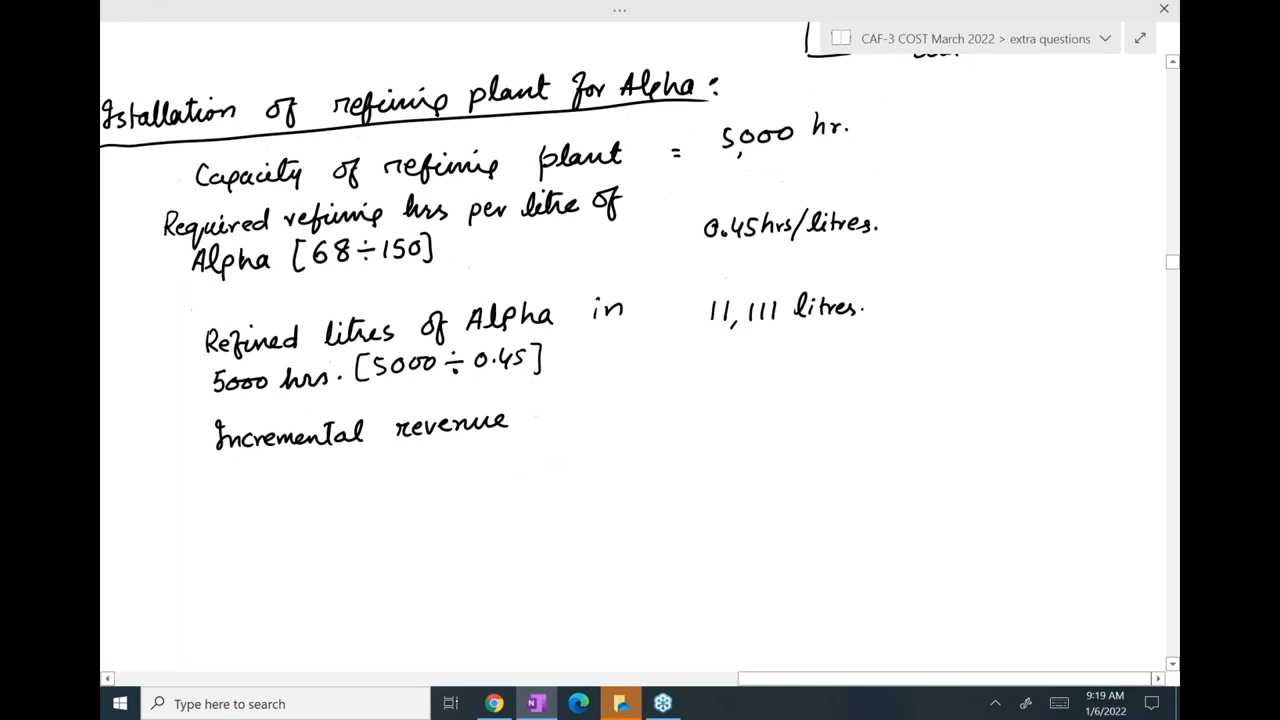 CAF-3 COST March 2022 > extra questions
Istallation of refining plant for Alpha:
Capacity of refining plant = 5,000 hr.
Required refining hrs per litre of
Alpha [68÷150] 0.45hrs/litres.
Refined litres of Alpha in 11,111 litres.
5000 hrs. [5000 ÷ 0.45]
Incremental revenue
Type here to search
9:19 AM
1/6/2022